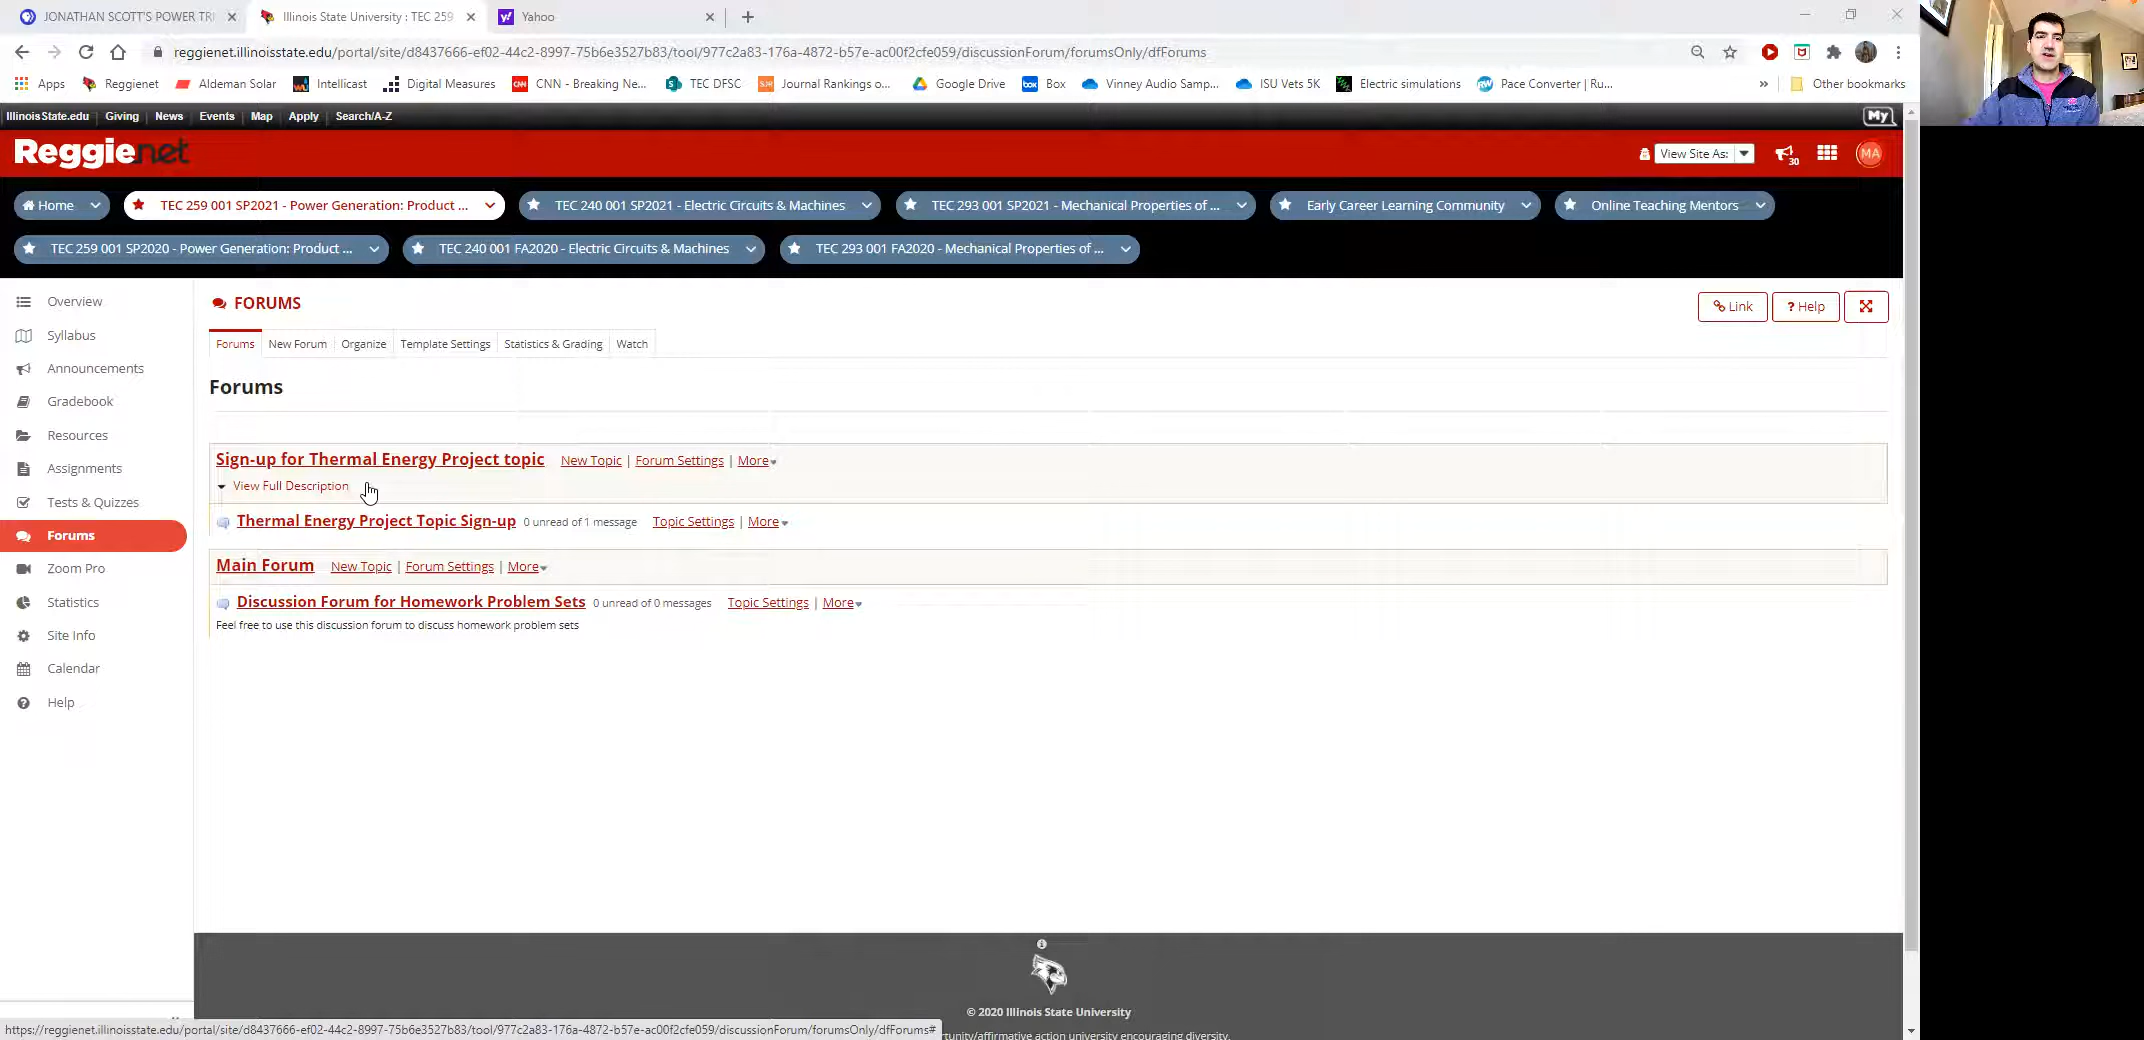 JONATHAN SCOTT'S POWER TRI
Illinois State University : TEC 259
Yahoo
reggienet.illinoisstate.edu/portal/site/d8437666-ef02-44c2-8997-75b6e3527b83/tool/977c2a83-176a-4872-b57e-ac00f2cfe059/discussionForum/forumsOnly/dfForums
Apps Reggienet Aldeman Solar Intellicast Digital Measures CNN - Breaking Ne... TEC DFSC Journal Rankings o... Google Drive Box Vinney Audio Samp... ISU Vets 5K Electric simulations Pace Converter | Ru... » Other bookmarks
IllinoisState.edu Giving News Events Map Apply Search/A-Z My
Reggienet View Site As: 30 MA
Home TEC 259 001 SP2021 - Power Generation: Product ... TEC 240 001 SP2021 - Electric Circuits & Machines TEC 293 001 SP2021 - Mechanical Properties of ... Early Career Learning Community Online Teaching Mentors
TEC 259 001 SP2020 - Power Generation: Product ... TEC 240 001 FA2020 - Electric Circuits & Machines TEC 293 001 FA2020 - Mechanical Properties of ...
Overview
Syllabus
Announcements
Gradebook
Resources
Assignments
Tests & Quizzes
Forums
Zoom Pro
Statistics
Site Info
Calendar
Help
FORUMS
Link ? Help
Forums New Forum Organize Template Settings Statistics & Grading Watch
Forums
Sign-up for Thermal Energy Project topic New Topic | Forum Settings | More
View Full Description
Thermal Energy Project Topic Sign-up 0 unread of 1 message Topic Settings | More
Main Forum New Topic | Forum Settings | More
Discussion Forum for Homework Problem Sets 0 unread of 0 messages Topic Settings | More
Feel free to use this discussion forum to discuss homework problem sets
© 2020 Illinois State University
https://reggienet.illinoisstate.edu/portal/site/d8437666-ef02-44c2-8997-75b6e3527b83/tool/977c2a83-176a-4872-b57e-ac00f2cfe059/discussionForum/forumsOnly/dfForums#
rtunity/affirmative action university encouraging diversity.